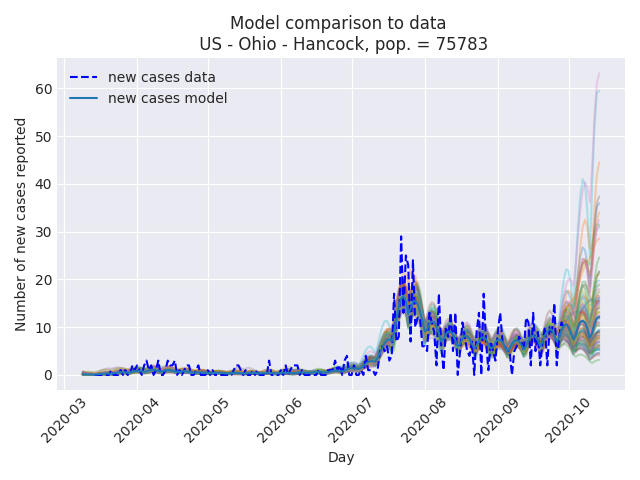 Model comparison to data
US - Ohio - Hancock, pop. = 75783
new cases data
new cases model
Number of new cases reported
60
50
40
30
20
10
0
2020-03
2020-04
2020-05
2020-06
2020-07
2020-08
2020-09
2020-10
Day